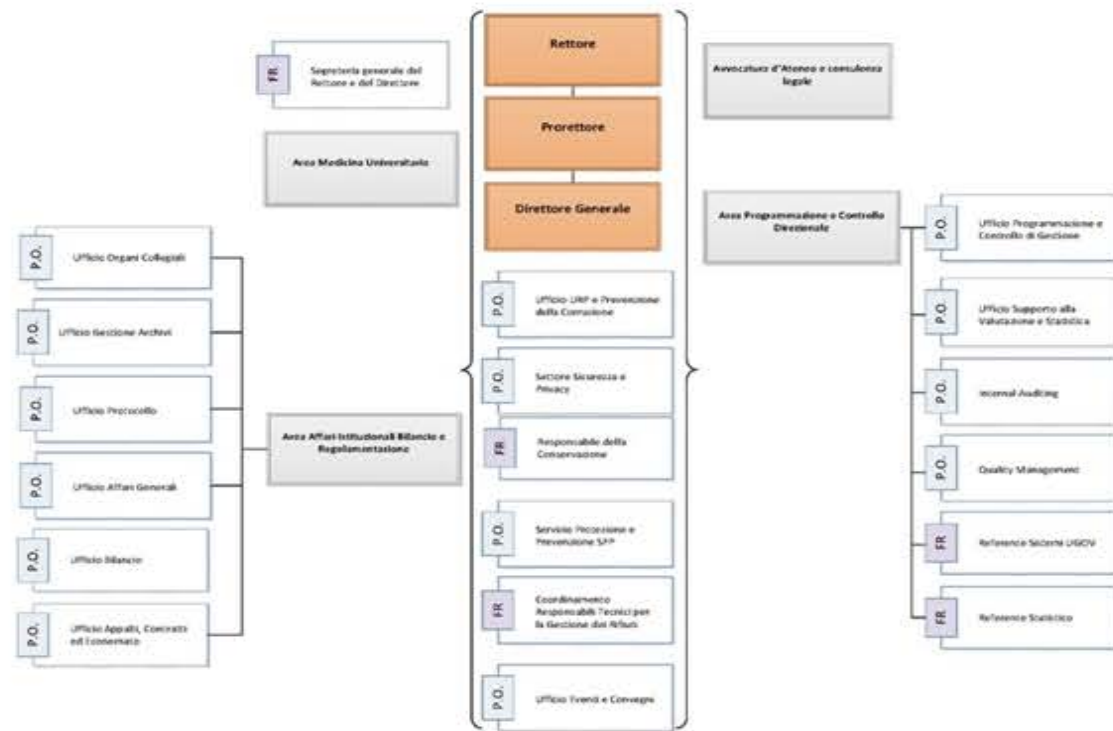 Rettore
FR
Segreteria generale del
Rettore e del Direttore
Avvocatura d'Ateneo e consulenza
legale
Prorettore
Area Medicina Universitaria
Direttore Generale
Area Programmazione e Controllo
Direzionale
P.O.
Ufficio Programmazione e
Controllo di Gestione
P.O.
Ufficio Organi Collegiali
P.O.
Ufficio URP e Prevenzione
della Corruzione
P.O.
Ufficio Supporto alla
Valutazione e Statistica
P.O.
Ufficio Gestione Archivi
P.O.
Settore Sicurezza e
Privacy
P.O.
Internal Auditing
P.O.
Ufficio Protocollo
Area Affari Istituzionali Bilancio e
Regolamentazione
FR
Responsabile della
Conservazione
P.O.
Quality Management
P.O.
Ufficio Affari Generali
P.O.
Servizio Protezione e
Prevenzione SPP
FR
Referente Sistema UGOV
P.O.
Ufficio Bilancio
FR
Coordinamento
Responsabili Tecnici per
la Gestione dei Rifiuti
FR
Referente Statistico
P.O.
Ufficio Appalti, Contratti
ed Economato
P.O.
Ufficio Eventi e Convegni